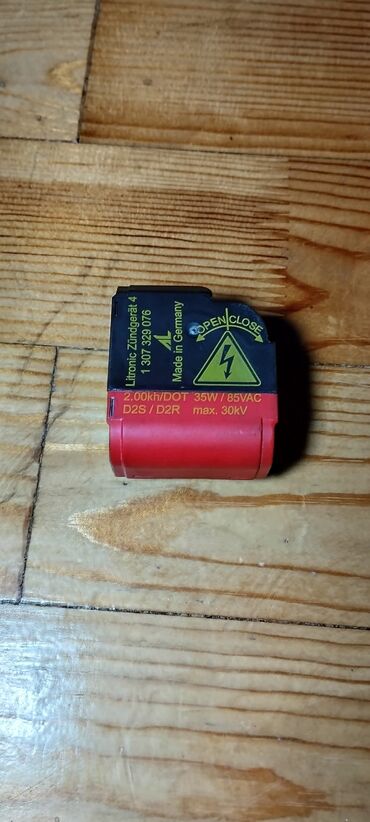 Litronic Zündgerät 4
1 307 329 076
AL
Made in Germany
OPEN CLOSE
2.00kh/DOT 35W / 85VAC
D2S / D2R max. 30kV